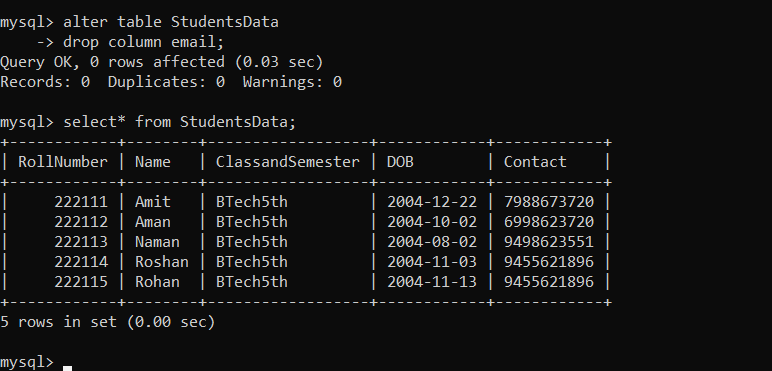 mysql> alter table StudentsData
    -> drop column email;
Query OK, 0 rows affected (0.03 sec)
Records: 0  Duplicates: 0  Warnings: 0

mysql> select* from StudentsData;
+------------+--------+------------------+------------+------------+
| RollNumber | Name   | ClassandSemester | DOB        | Contact    |
+------------+--------+------------------+------------+------------+
|     222111 | Amit   | BTech5th         | 2004-12-22 | 7988673720 |
|     222112 | Aman   | BTech5th         | 2004-10-02 | 6998623720 |
|     222113 | Naman  | BTech5th         | 2004-08-02 | 9498623551 |
|     222114 | Roshan | BTech5th         | 2004-11-03 | 9455621896 |
|     222115 | Rohan  | BTech5th         | 2004-11-13 | 9455621896 |
+------------+--------+------------------+------------+------------+
5 rows in set (0.00 sec)

mysql>